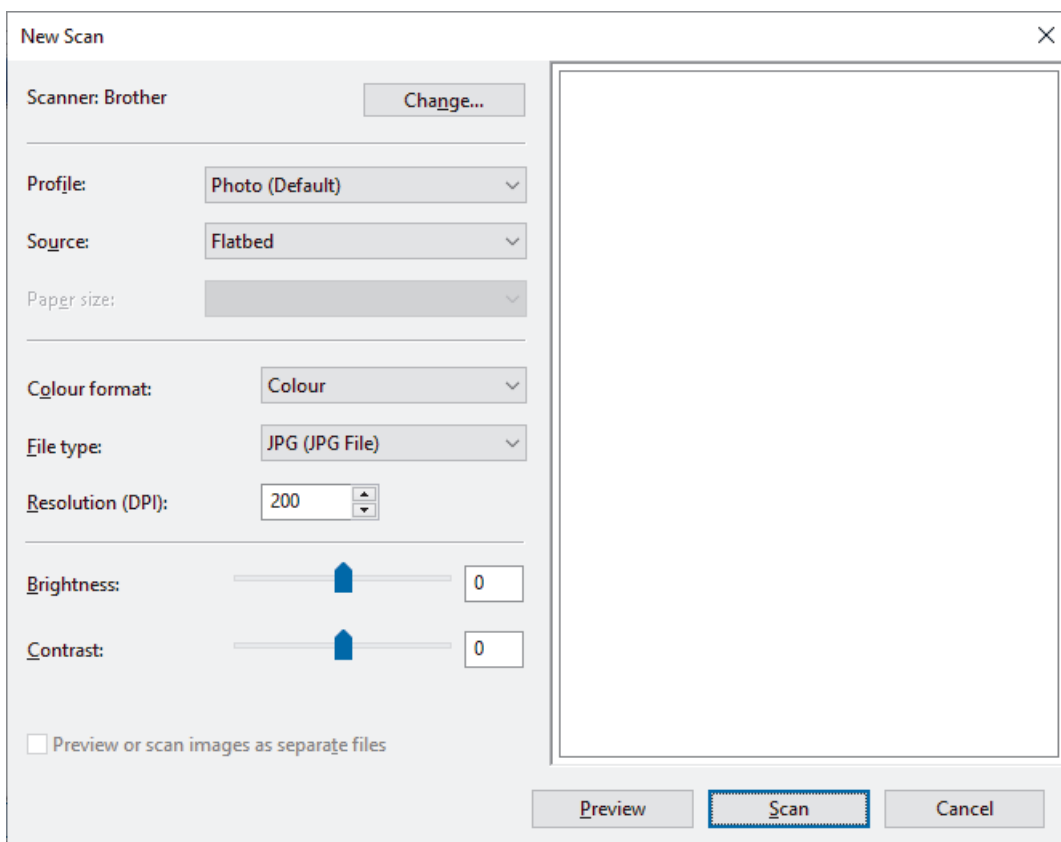 New Scan
Scanner: Brother
Change...
Profile:
Photo (Default)
Source:
Flatbed
Paper size:
Colour format:
Colour
File type:
JPG (JPG File)
Resolution (DPI):
200
Brightness:
0
Contrast:
0
Preview or scan images as separate files
Preview
Scan
Cancel